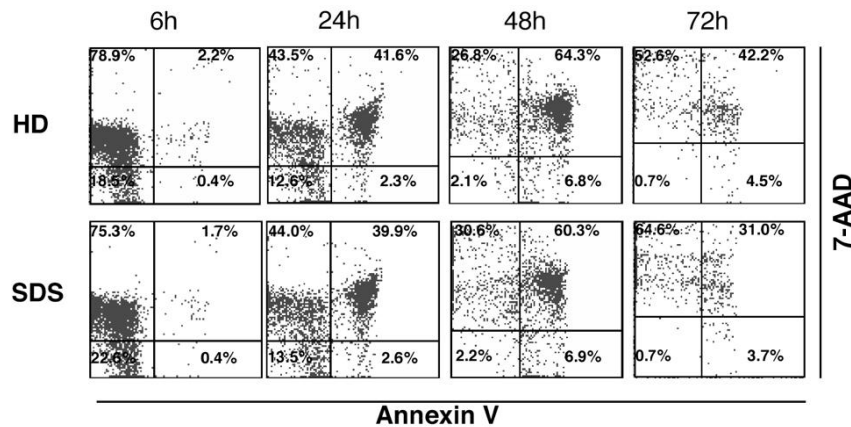 6h 24h 48h 72h
78.9% 2.2% 43.5% 41.6% 26.8% 64.3% 52.6% 42.2%
HD
18.5% 0.4% 12.6% 2.3% 2.1% 6.8% 0.7% 4.5%
75.3% 1.7% 44.0% 39.9% 30.6% 60.3% 64.6% 31.0%
SDS
22.6% 0.4% 13.5% 2.6% 2.2% 6.9% 0.7% 3.7%
7-AAD
Annexin V